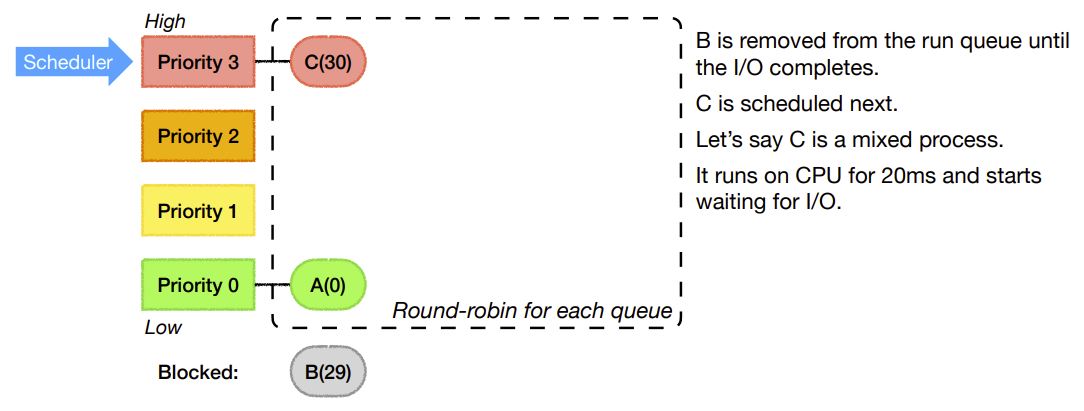 High
Scheduler
Priority 3
C(30)
Priority 2
Priority 1
Priority 0
A(0)
Round-robin for each queue
Low
Blocked:
B(29)
B is removed from the run queue until
the I/O completes.
C is scheduled next.
Let’s say C is a mixed process.
It runs on CPU for 20ms and starts
waiting for I/O.